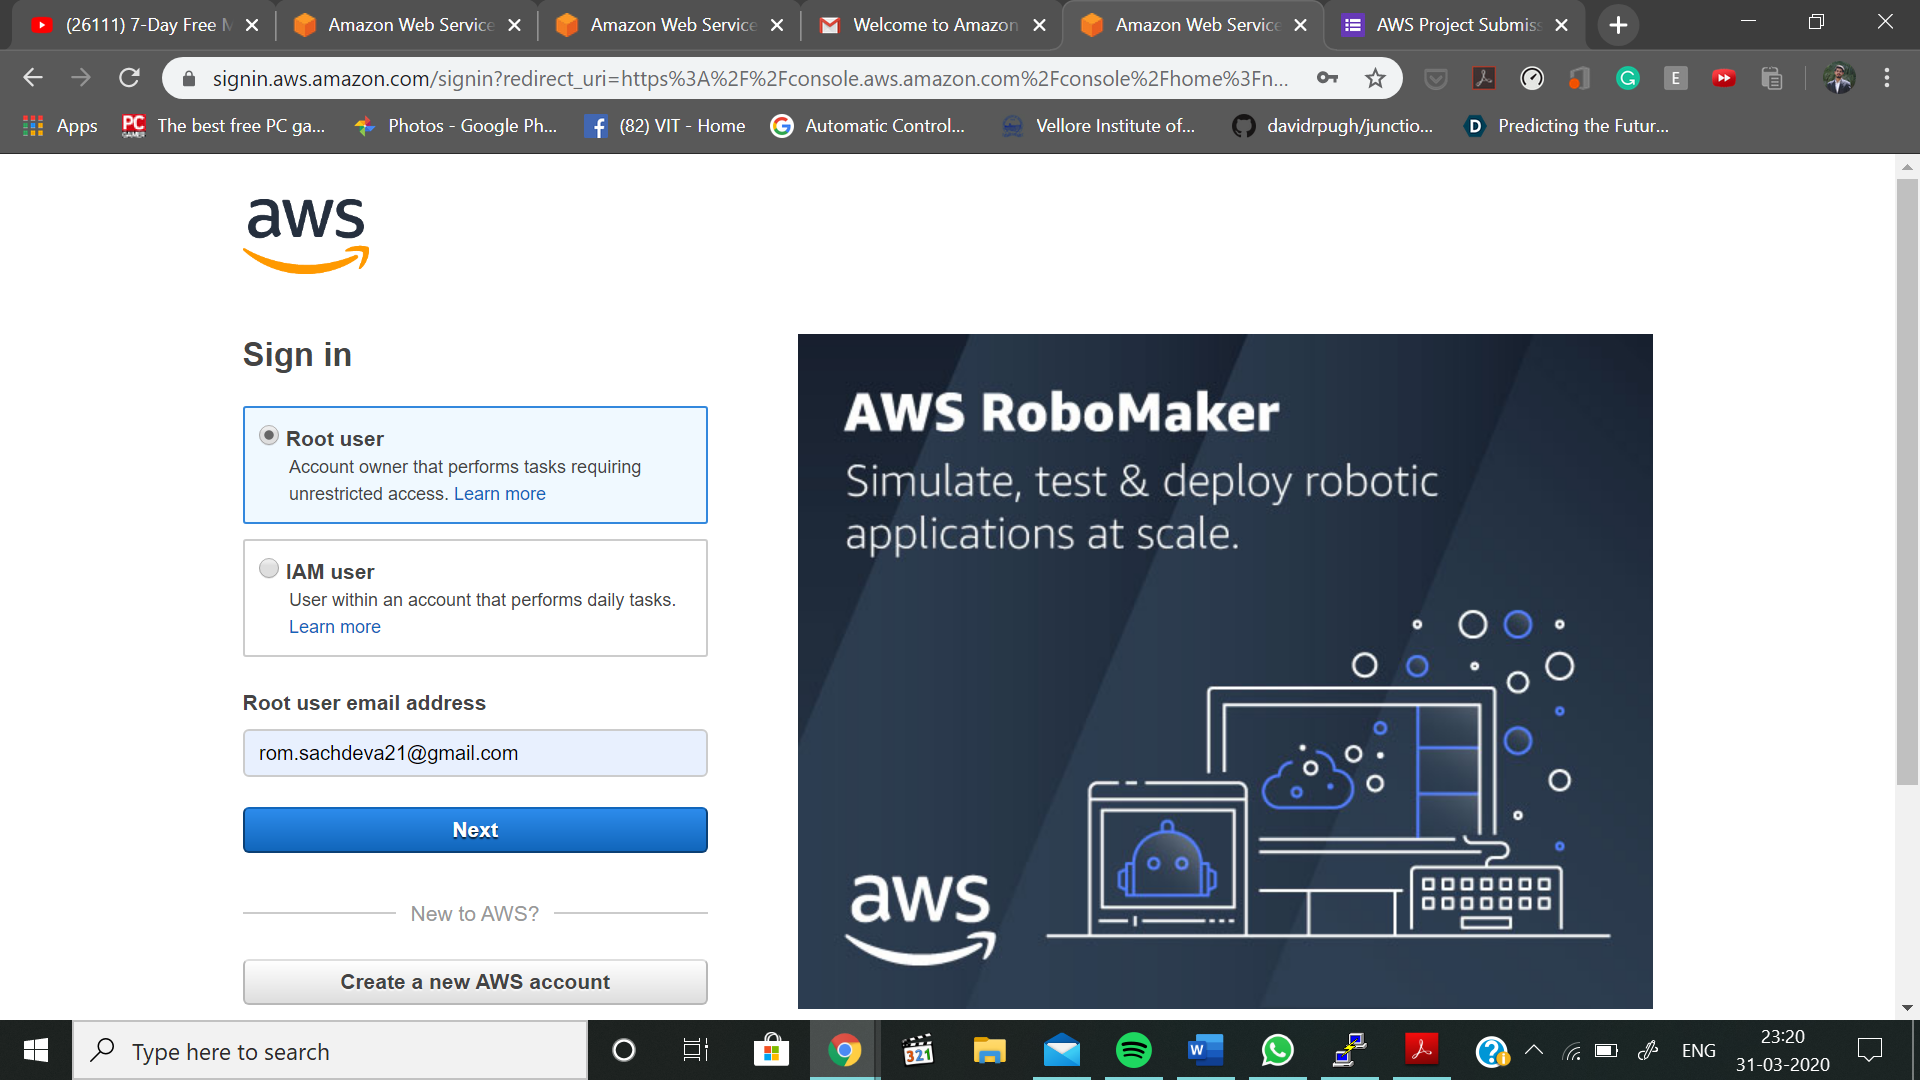 (26111) 7-Day Free M
Amazon Web Service
Amazon Web Service
Welcome to Amazon
Amazon Web Service
AWS Project Submiss
signin.aws.amazon.com/signin?redirect_uri=https%3A%2F%2Fconsole.aws.amazon.com%2Fconsole%2Fhome%3Fn...
Apps
The best free PC ga...
Photos - Google Ph...
(82) VIT - Home
Automatic Control...
Vellore Institute of...
davidrpugh/junctio...
Predicting the Futur...
aws
Sign in
Root user
Account owner that performs tasks requiring
unrestricted access. Learn more
IAM user
User within an account that performs daily tasks.
Learn more
Root user email address
rom.sachdeva21@gmail.com
Next
New to AWS?
Create a new AWS account
AWS RoboMaker
Simulate, test & deploy robotic
applications at scale.
aws
Type here to search
321
ENG
23:20
31-03-2020